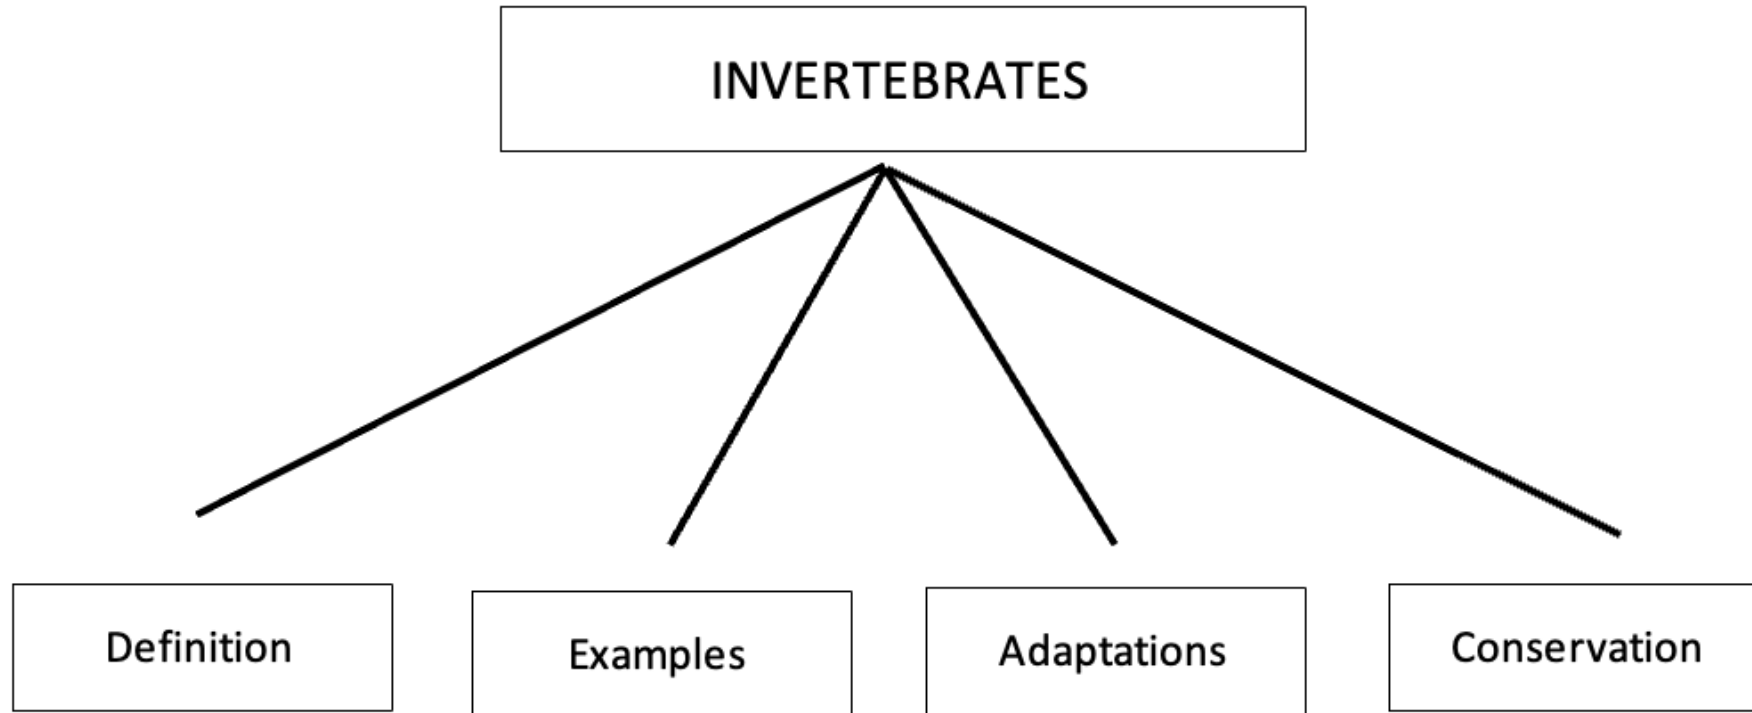 INVERTEBRATES
Definition
Examples
Adaptations
Conservation